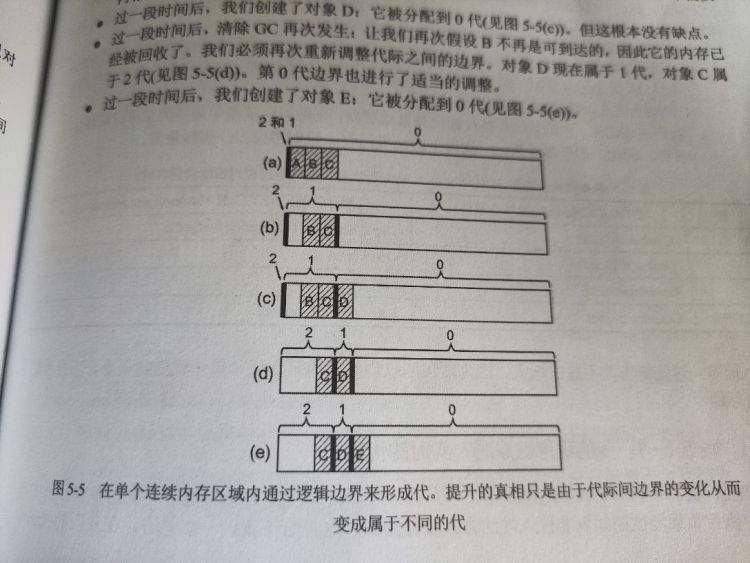 • 过一段时间后，我们创建了对象 D：它被分配到 0 代(见图 5-5(c))。但这根本没有缺点。
• 过一段时间后，清除 GC 再次发生：让我们再次假设 B 不再是可到达的，因此它的内存已
经被回收了。我们必须再次重新调整代际之间的边界。对象 D 现在属于 1 代，对象 C 属
于 2 代(见图 5-5(d))。第 0 代边界也进行了适当的调整。
• 过一段时间后，我们创建了对象 E：它被分配到 0 代(见图 5-5(e))。
2 和 1 0
(a) A B C
2 1 0
(b) B C
2 1 0
(c) B C D
2 1 0
(d) C D
2 1 0
(e) C D E
图 5-5 在单个连续内存区域内通过逻辑边界来形成代。提升的真相只是由于代际间边界的变化从而
变成属于不同的代